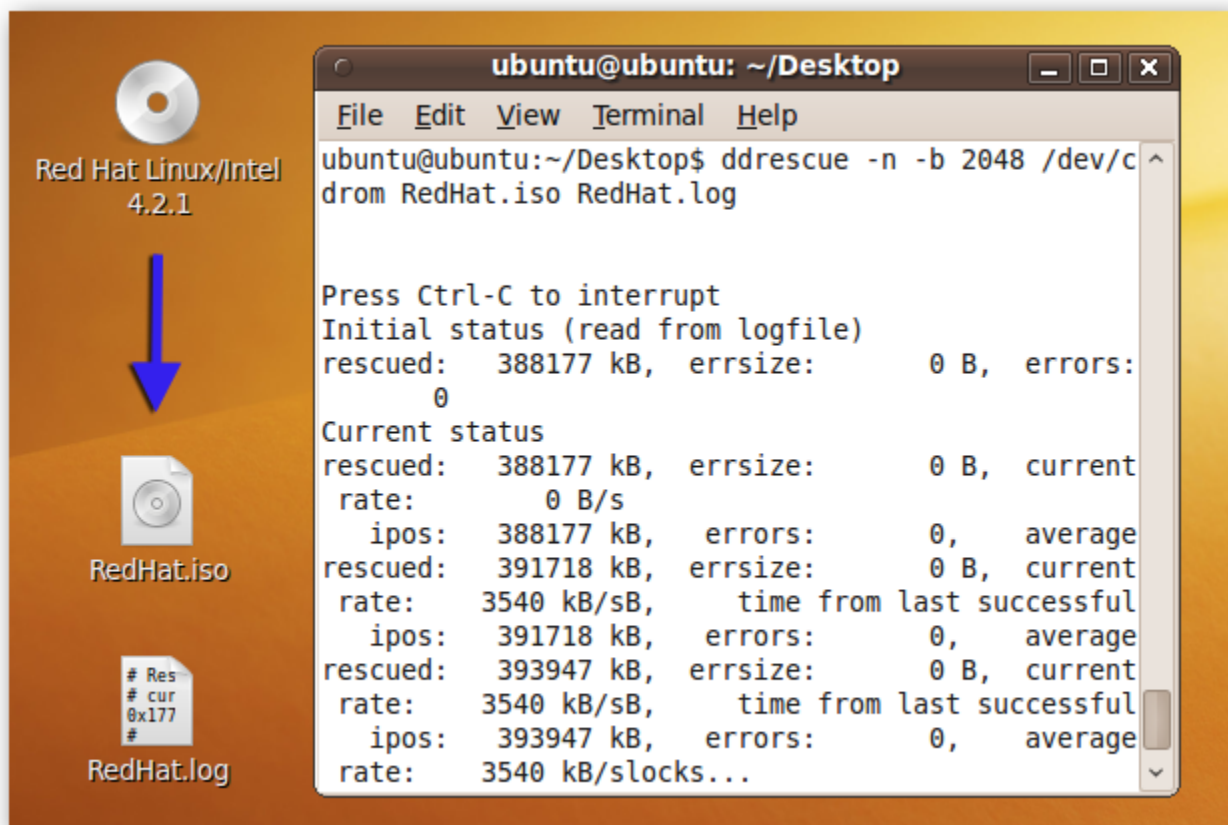 Red Hat Linux/Intel
4.2.1
RedHat.iso
# Res
# cur
0x177
#
RedHat.log
ubuntu@ubuntu: ~/Desktop
File Edit View Terminal Help
ubuntu@ubuntu:~/Desktop$ ddrescue -n -b 2048 /dev/c
drom RedHat.iso RedHat.log
Press Ctrl-C to interrupt
Initial status (read from logfile)
rescued: 388177 kB, errsize: 0 B, errors:
0
Current status
rescued: 388177 kB, errsize: 0 B, current
rate: 0 B/s
ipos: 388177 kB, errors: 0, average
rescued: 391718 kB, errsize: 0 B, current
rate: 3540 kB/sB, time from last successful
ipos: 391718 kB, errors: 0, average
rescued: 393947 kB, errsize: 0 B, current
rate: 3540 kB/sB, time from last successful
ipos: 393947 kB, errors: 0, average
rate: 3540 kB/slocks...